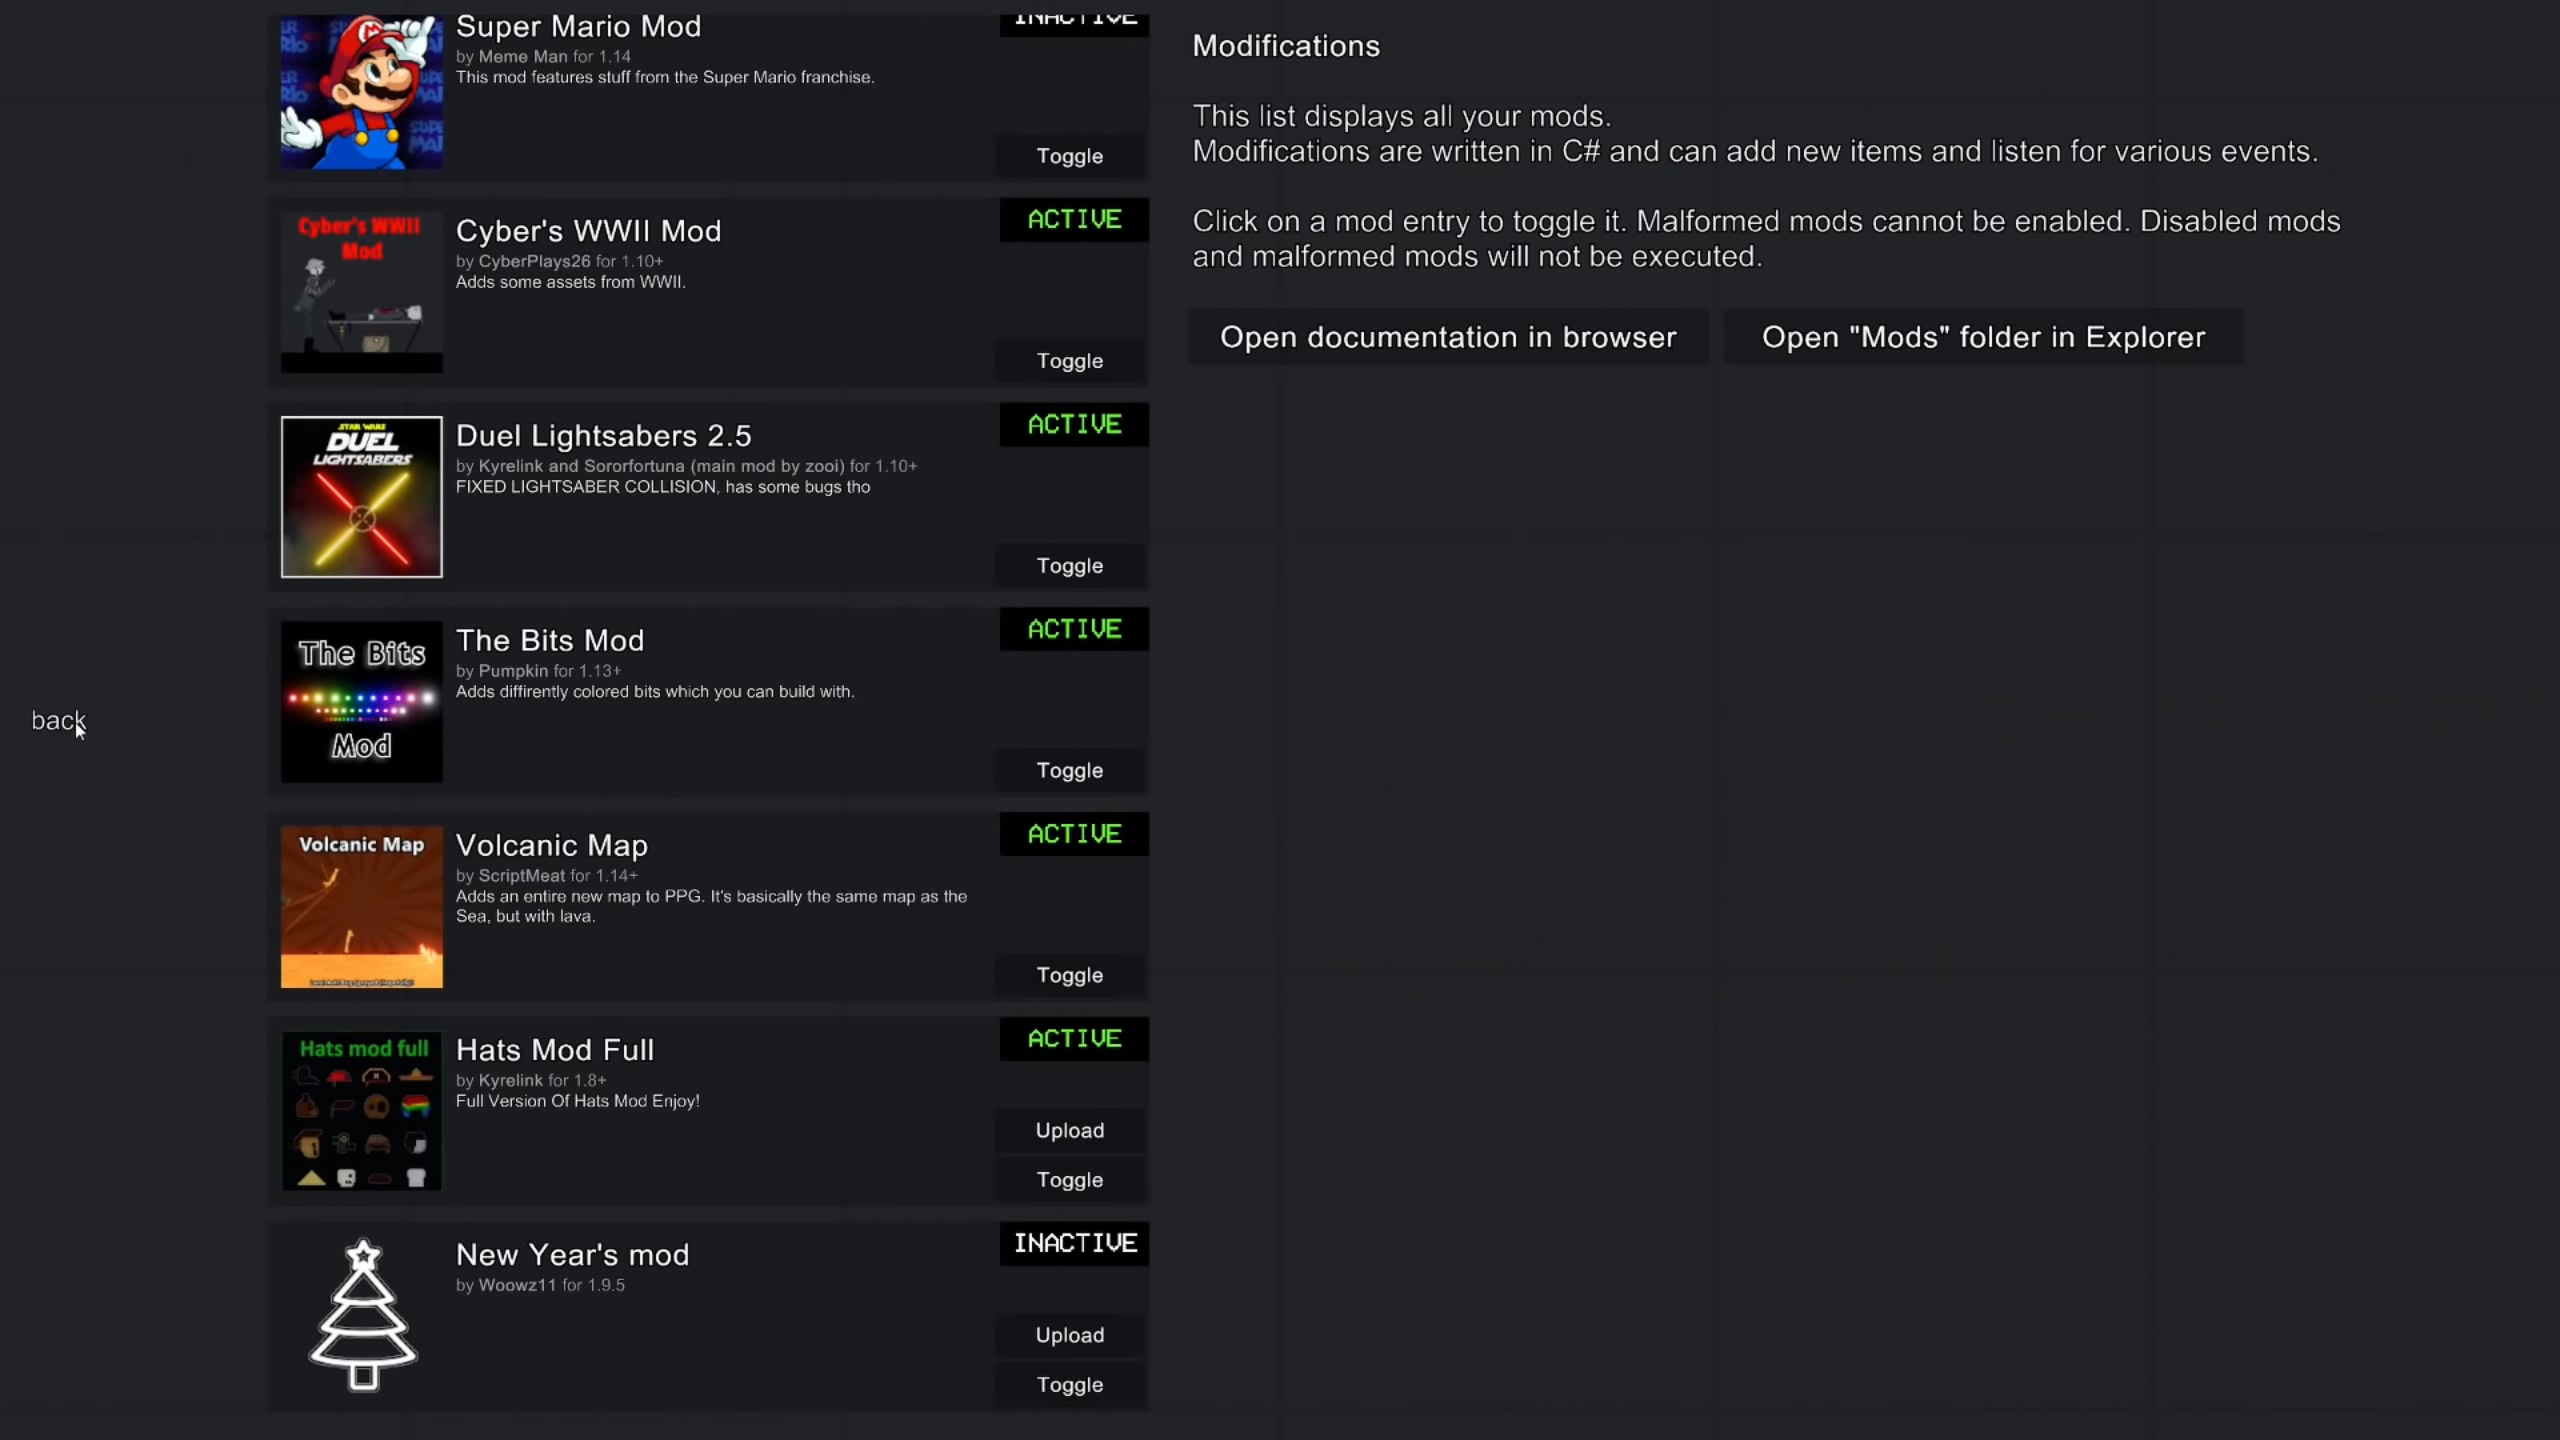 Super Mario Mod
INACTIVE
by Meme Man for 1.14
This mod features stuff from the Super Mario franchise.
Toggle
Cyber's WWII
Mod
Cyber's WWII Mod
ACTIVE
by CyberPlays26 for 1.10+
Adds some assets from WWII.
Toggle
STAR WARS
DUEL
LIGHTSABERS
Duel Lightsabers 2.5
ACTIVE
by Kyrelink and Sororfortuna (main mod by zooi) for 1.10+
FIXED LIGHTSABER COLLISION, has some bugs tho
Toggle
The Bits
Mod
The Bits Mod
ACTIVE
by Pumpkin for 1.13+
Adds diffirently colored bits which you can build with.
Toggle
Volcanic Map
Volcanic Map
ACTIVE
by ScriptMeat for 1.14+
Adds an entire new map to PPG. It's basically the same map as the
Sea, but with lava.
Toggle
Hats mod full
Hats Mod Full
ACTIVE
by Kyrelink for 1.8+
Full Version Of Hats Mod Enjoy!
Upload
Toggle
New Year's mod
INACTIVE
by Woowz11 for 1.9.5
Upload
Toggle
back
Modifications
This list displays all your mods.
Modifications are written in C# and can add new items and listen for various events.
Click on a mod entry to toggle it. Malformed mods cannot be enabled. Disabled mods
and malformed mods will not be executed.
Open documentation in browser
Open "Mods" folder in Explorer